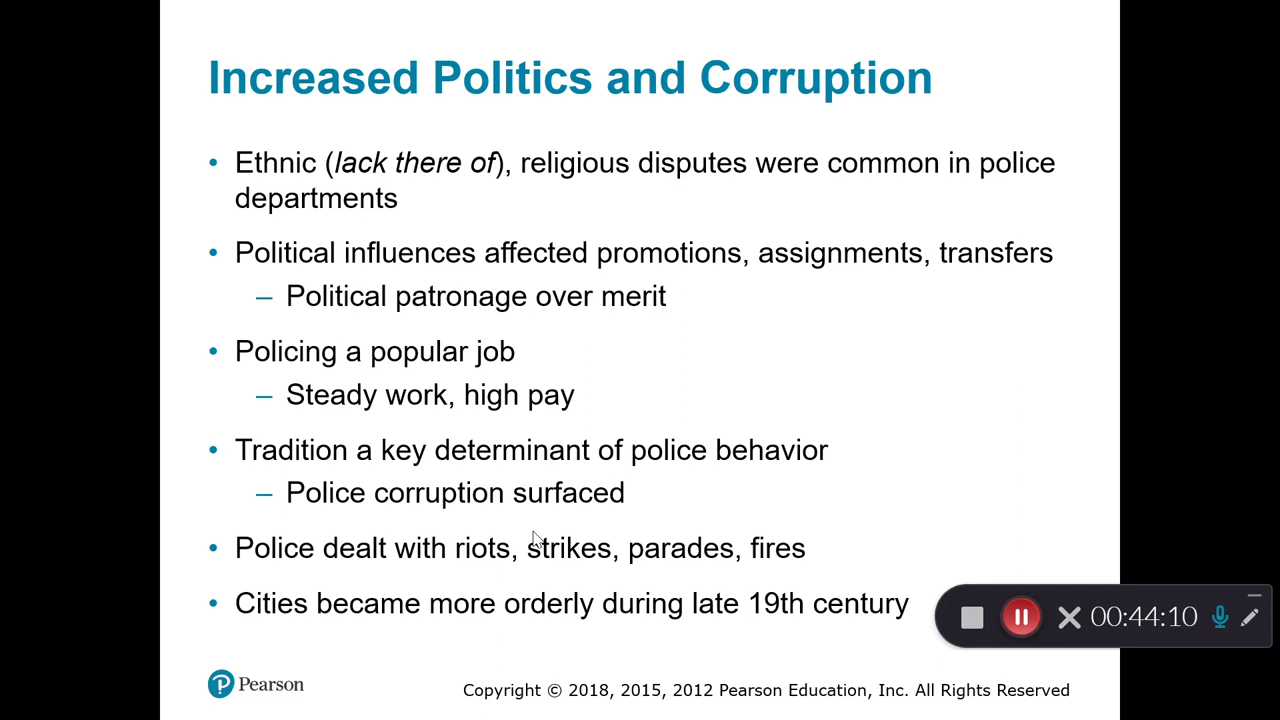 Increased Politics and Corruption
• Ethnic (lack there of), religious disputes were common in police
departments
• Political influences affected promotions, assignments, transfers
– Political patronage over merit
• Policing a popular job
– Steady work, high pay
• Tradition a key determinant of police behavior
– Police corruption surfaced
• Police dealt with riots, strikes, parades, fires
• Cities became more orderly during late 19th century
00:44:10
P Pearson
Copyright © 2018, 2015, 2012 Pearson Education, Inc. All Rights Reserved